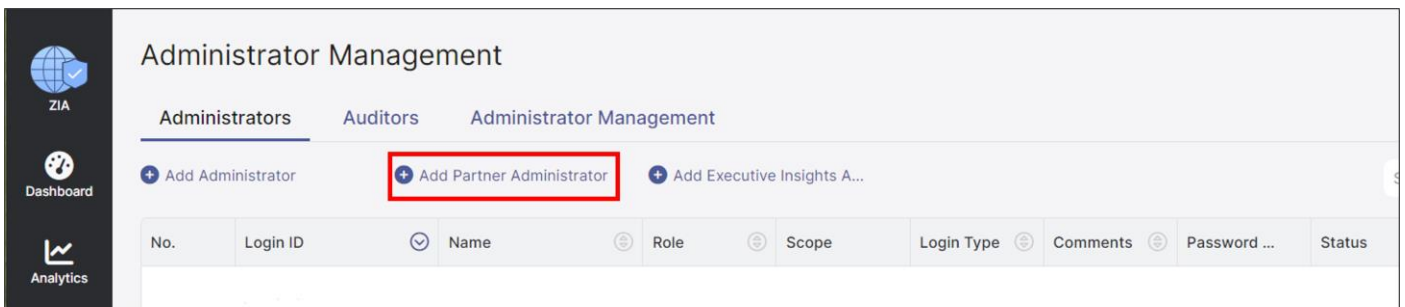 Administrator Management
ZIA
Administrators Auditors Administrator Management
Add Administrator Add Partner Administrator Add Executive Insights A...
Dashboard
No. Login ID Name Role Scope Login Type Comments Password ... Status
Analytics